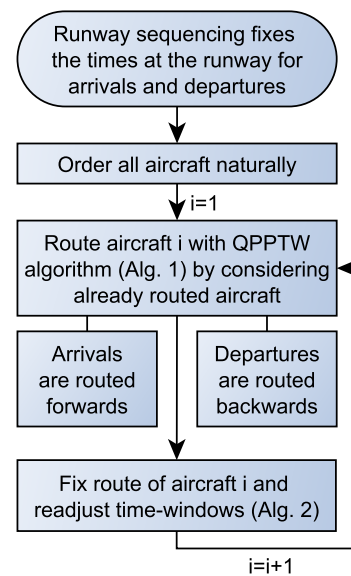 Runway sequencing fixes
the times at the runway for
arrivals and departures
Order all aircraft naturally
i=1
Route aircraft i with QPPTW
algorithm (Alg. 1) by considering
already routed aircraft
Arrivals
are routed
forwards
Departures
are routed
backwards
Fix route of aircraft i and
readjust time-windows (Alg. 2)
i=i+1